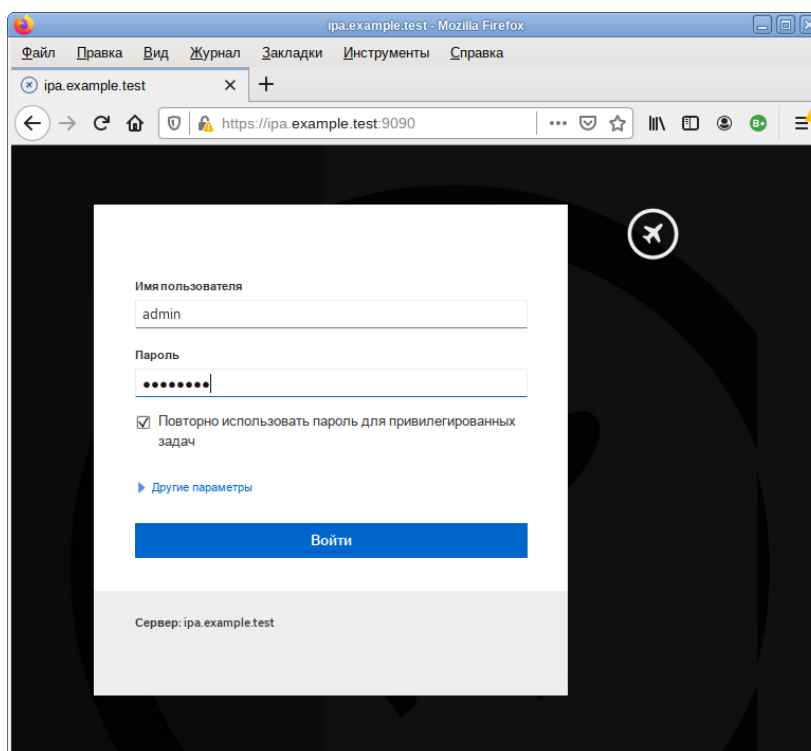 ipa.example.test - Mozilla Firefox
Файл Правка Вид Журнал Закладки Инструменты Справка
ipa.example.test
https://ipa.example.test:9090
Имя пользователя
admin
Пароль
Повторно использовать пароль для привилегированных
задач
Другие параметры
Войти
Сервер: ipa.example.test